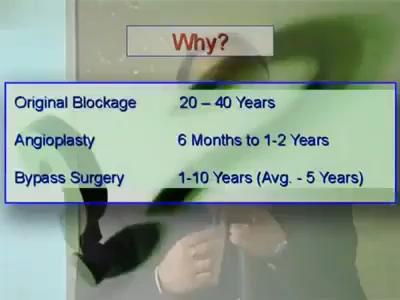 Why?
Original Blockage 20 – 40 Years
Angioplasty 6 Months to 1-2 Years
Bypass Surgery 1-10 Years (Avg. - 5 Years)